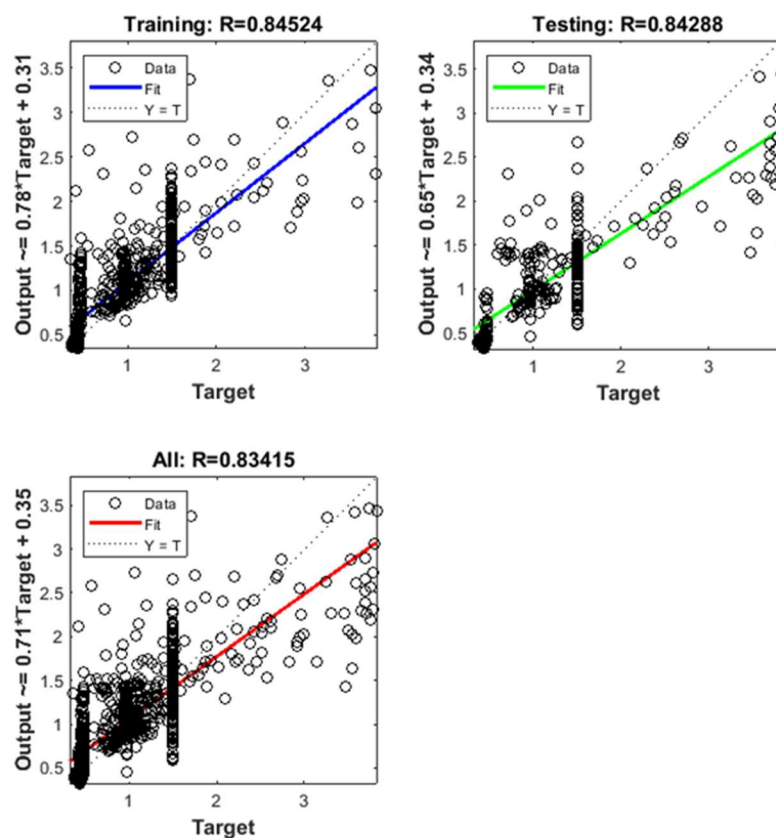 Training: R=0.84524
Output ~= 0.78*Target + 0.31
3.5
3
2.5
2
1.5
1
0.5
Data
Fit
Y = T
1
2
3
Target
Testing: R=0.84288
Output ~= 0.65*Target + 0.34
3.5
3
2.5
2
1.5
1
0.5
Data
Fit
Y = T
1
2
3
Target
All: R=0.83415
Output ~= 0.71*Target + 0.35
3.5
3
2.5
2
1.5
1
0.5
Data
Fit
Y = T
1
2
3
Target